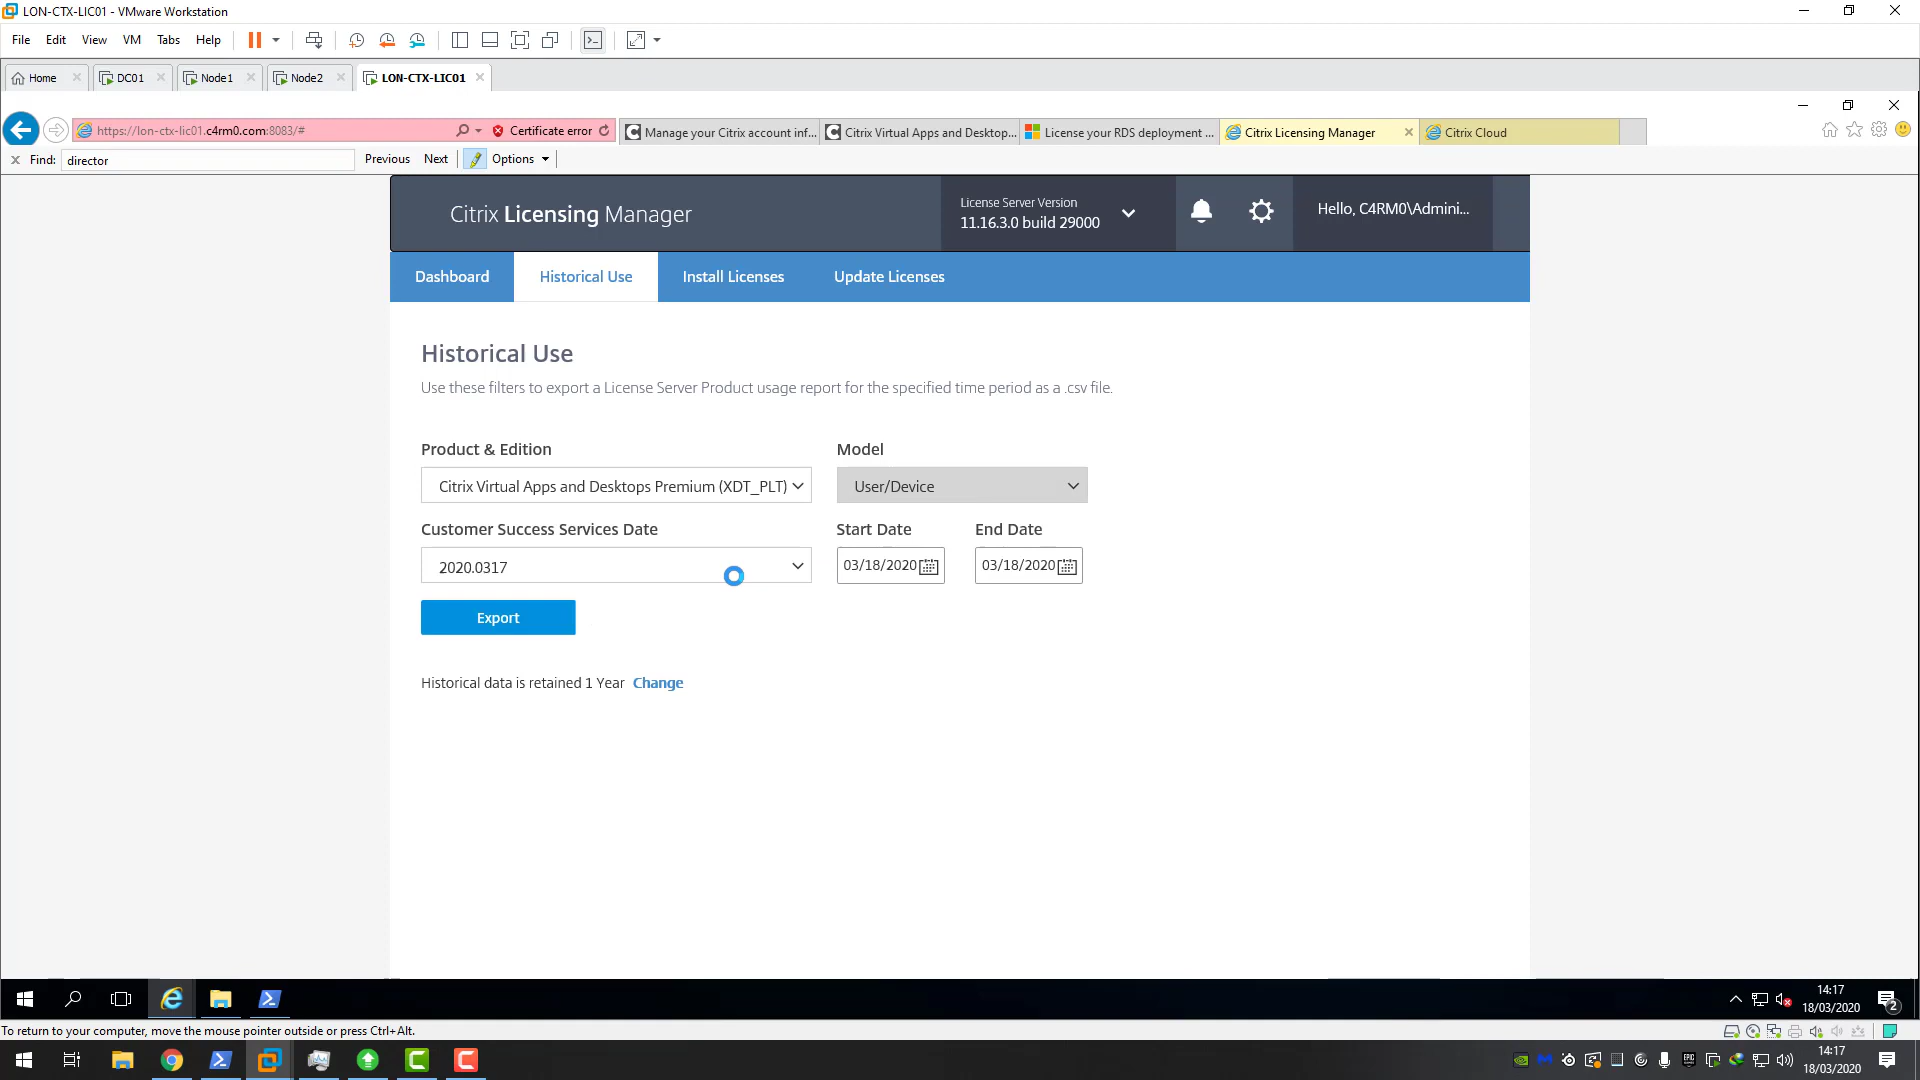 LON-CTX-LIC01 - VMware Workstation
File Edit View VM Tabs Help
Home DC01 Node1 Node2 LON-CTX-LIC01
https://lon-ctx-lic01.c4rm0.com:8083/# Certificate error Manage your Citrix account inf... Citrix Virtual Apps and Desktop... License your RDS deployment ... Citrix Licensing Manager Citrix Cloud
Find: director Previous Next Options
Citrix Licensing Manager
License Server Version
11.16.3.0 build 29000
Hello, C4RM0\Admini...
Dashboard Historical Use Install Licenses Update Licenses
Historical Use
Use these filters to export a License Server Product usage report for the specified time period as a .csv file.
Product & Edition Model
Citrix Virtual Apps and Desktops Premium (XDT_PLT) User/Device
Customer Success Services Date Start Date End Date
2020.0317 03/18/2020 03/18/2020
Export
Historical data is retained 1 Year Change
14:17
18/03/2020
2
To return to your computer, move the mouse pointer outside or press Ctrl+Alt.
14:17
18/03/2020